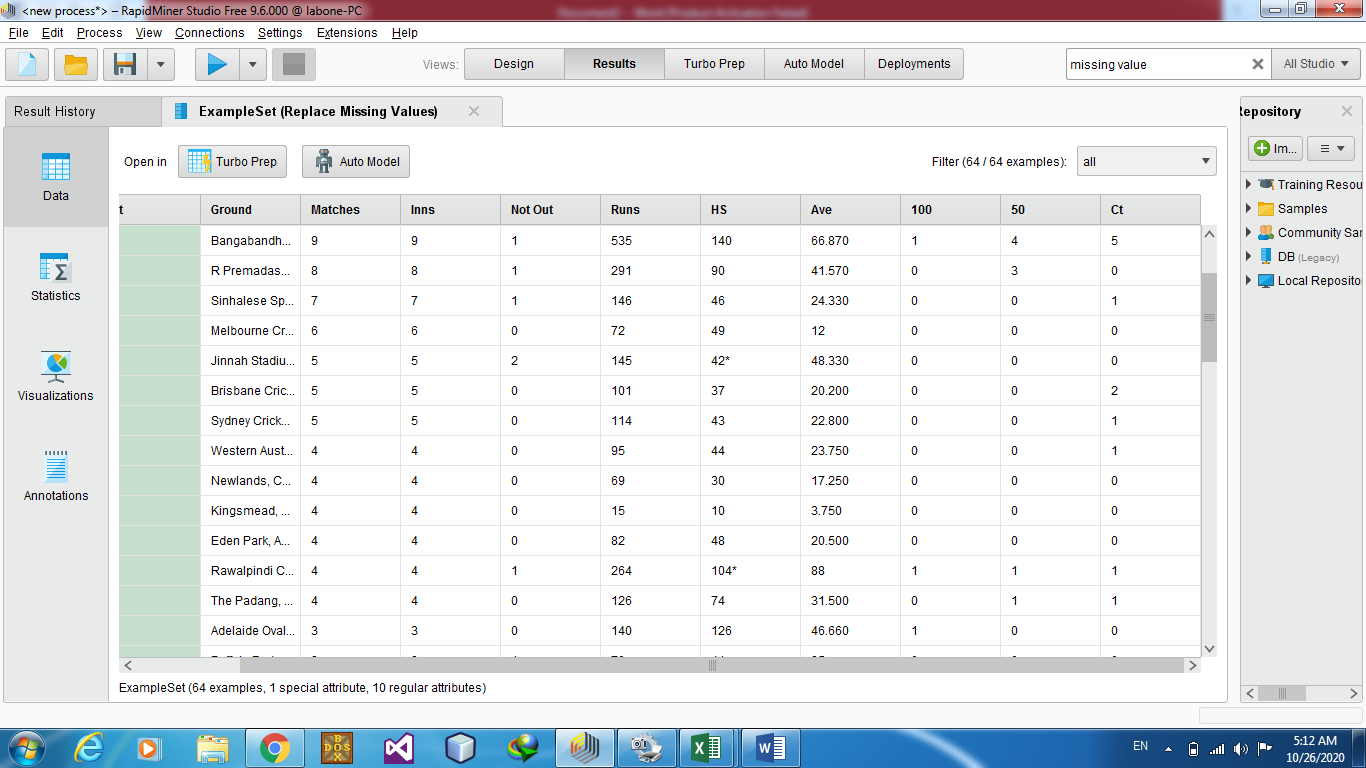 <new process*> – RapidMiner Studio Free 9.6.000 @ labone-PC
File Edit Process View Connections Settings Extensions Help
Views: Design Results Turbo Prep Auto Model Deployments missing value All Studio
Result History ExampleSet (Replace Missing Values) Repository
Open in Turbo Prep Auto Model Filter (64 / 64 examples): all Im...
Data
Statistics
Visualizations
Annotations
t Ground Matches Inns Not Out Runs HS Ave 100 50 Ct
Bangabandh... 9 9 1 535 140 66.870 1 4 5
R Premadas... 8 8 1 291 90 41.570 0 3 0
Sinhalese Sp... 7 7 1 146 46 24.330 0 0 1
Melbourne Cr... 6 6 0 72 49 12 0 0 0
Jinnah Stadiu... 5 5 2 145 42* 48.330 0 0 0
Brisbane Cric... 5 5 0 101 37 20.200 0 0 2
Sydney Crick... 5 5 0 114 43 22.800 0 0 1
Western Aust... 4 4 0 95 44 23.750 0 0 1
Newlands, C... 4 4 0 69 30 17.250 0 0 0
Kingsmead, ... 4 4 0 15 10 3.750 0 0 0
Eden Park, A... 4 4 0 82 48 20.500 0 0 0
Rawalpindi C... 4 4 1 264 104* 88 1 1 1
The Padang, ... 4 4 0 126 74 31.500 0 1 1
Adelaide Oval... 3 3 0 140 126 46.660 1 0 0
ExampleSet (64 examples, 1 special attribute, 10 regular attributes)
Training Resou
Samples
Community Sar
DB (Legacy)
Local Reposito
EN 5:12 AM
10/26/2020